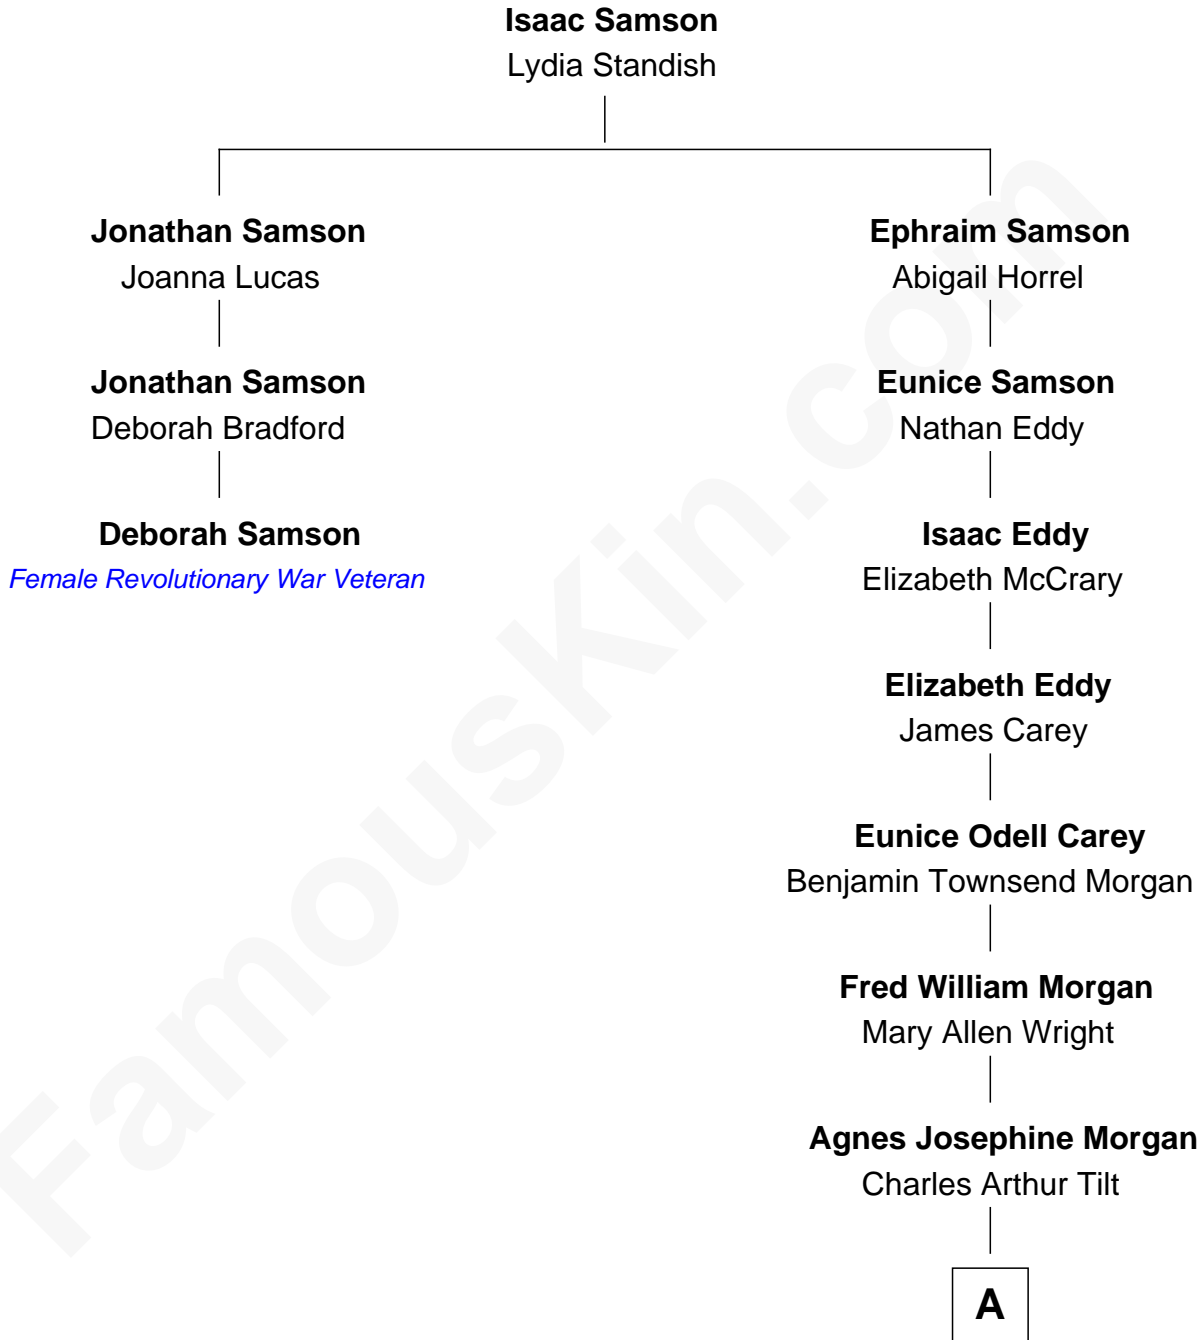 Isaac Samson
Lydia Standish
Jonathan Samson
Joanna Lucas
Jonathan Samson
Deborah Bradford
Deborah Samson
Female Revolutionary War Veteran
Ephraim Samson
Abigail Horrel
Eunice Samson
Nathan Eddy
Isaac Eddy
Elizabeth McCrary
Elizabeth Eddy
James Carey
Eunice Odell Carey
Benjamin Townsend Morgan
Fred William Morgan
Mary Allen Wright
Agnes Josephine Morgan
Charles Arthur Tilt
A
FamousKin.com